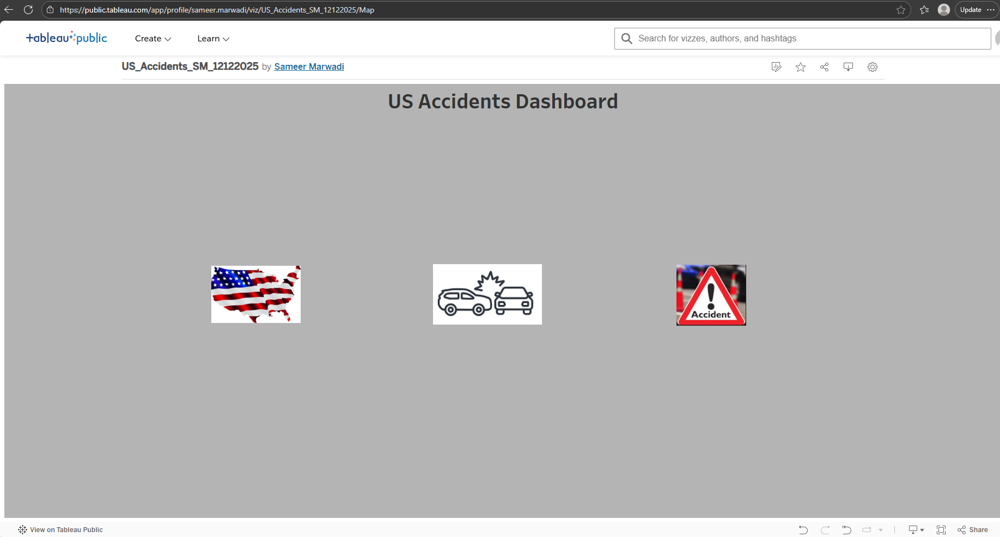 https://public.tableau.com/app/profile/sameer.marwadi/viz/US_Accidents_SM_12122025/Map
Update
tableau public
Create
Learn
Search for vizzes, authors, and hashtags
US_Accidents_SM_12122025 by Sameer Marwadi
US Accidents Dashboard
!
Accident
View on Tableau Public
Share